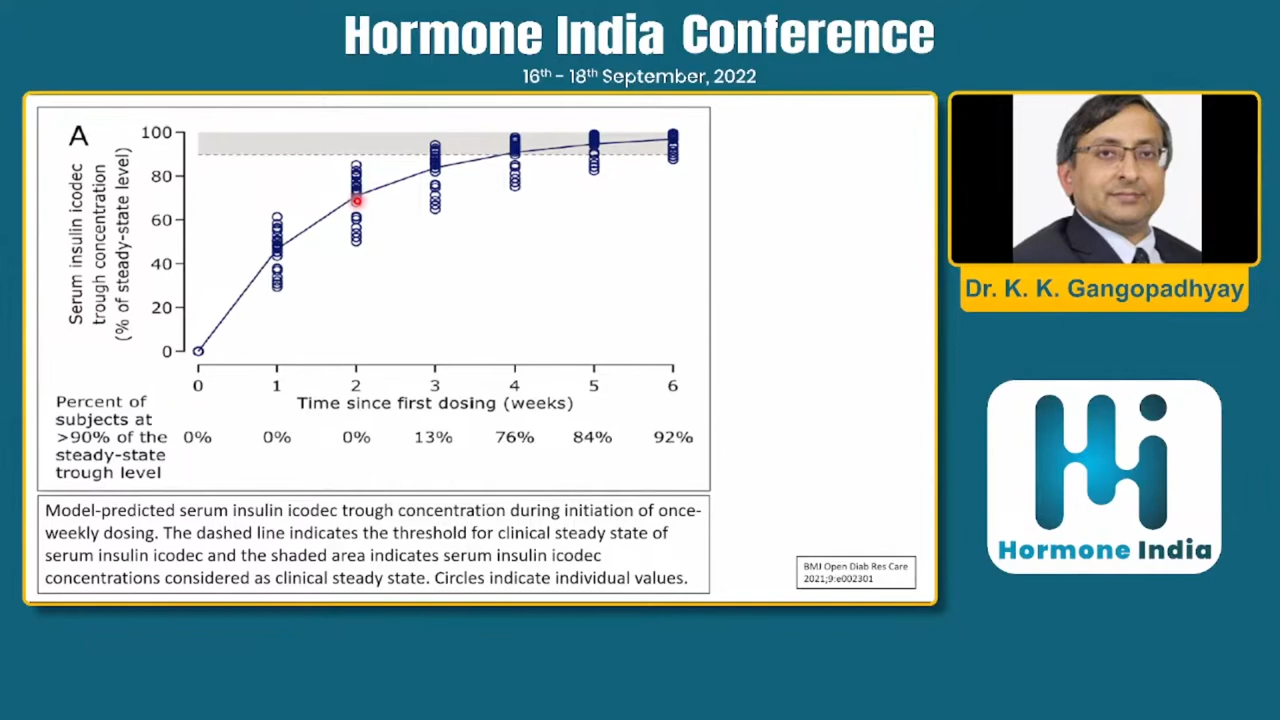 Hormone India Conference
16th - 18th September, 2022
A
Serum insulin icodec
trough concentration
(% of steady-state level)
100
80
60
40
20
0
0 1 2 3 4 5 6
Time since first dosing (weeks)
Percent of
subjects at
>90% of the
steady-state
trough level
0% 0% 0% 13% 76% 84% 92%
Model-predicted serum insulin icodec trough concentration during initiation of once-
weekly dosing. The dashed line indicates the threshold for clinical steady state of
serum insulin icodec and the shaded area indicates serum insulin icodec
concentrations considered as clinical steady state. Circles indicate individual values.
BMJ Open Diab Res Care
2021;9:e002301
Dr. K. K. Gangopadhyay
Hi
Hormone India